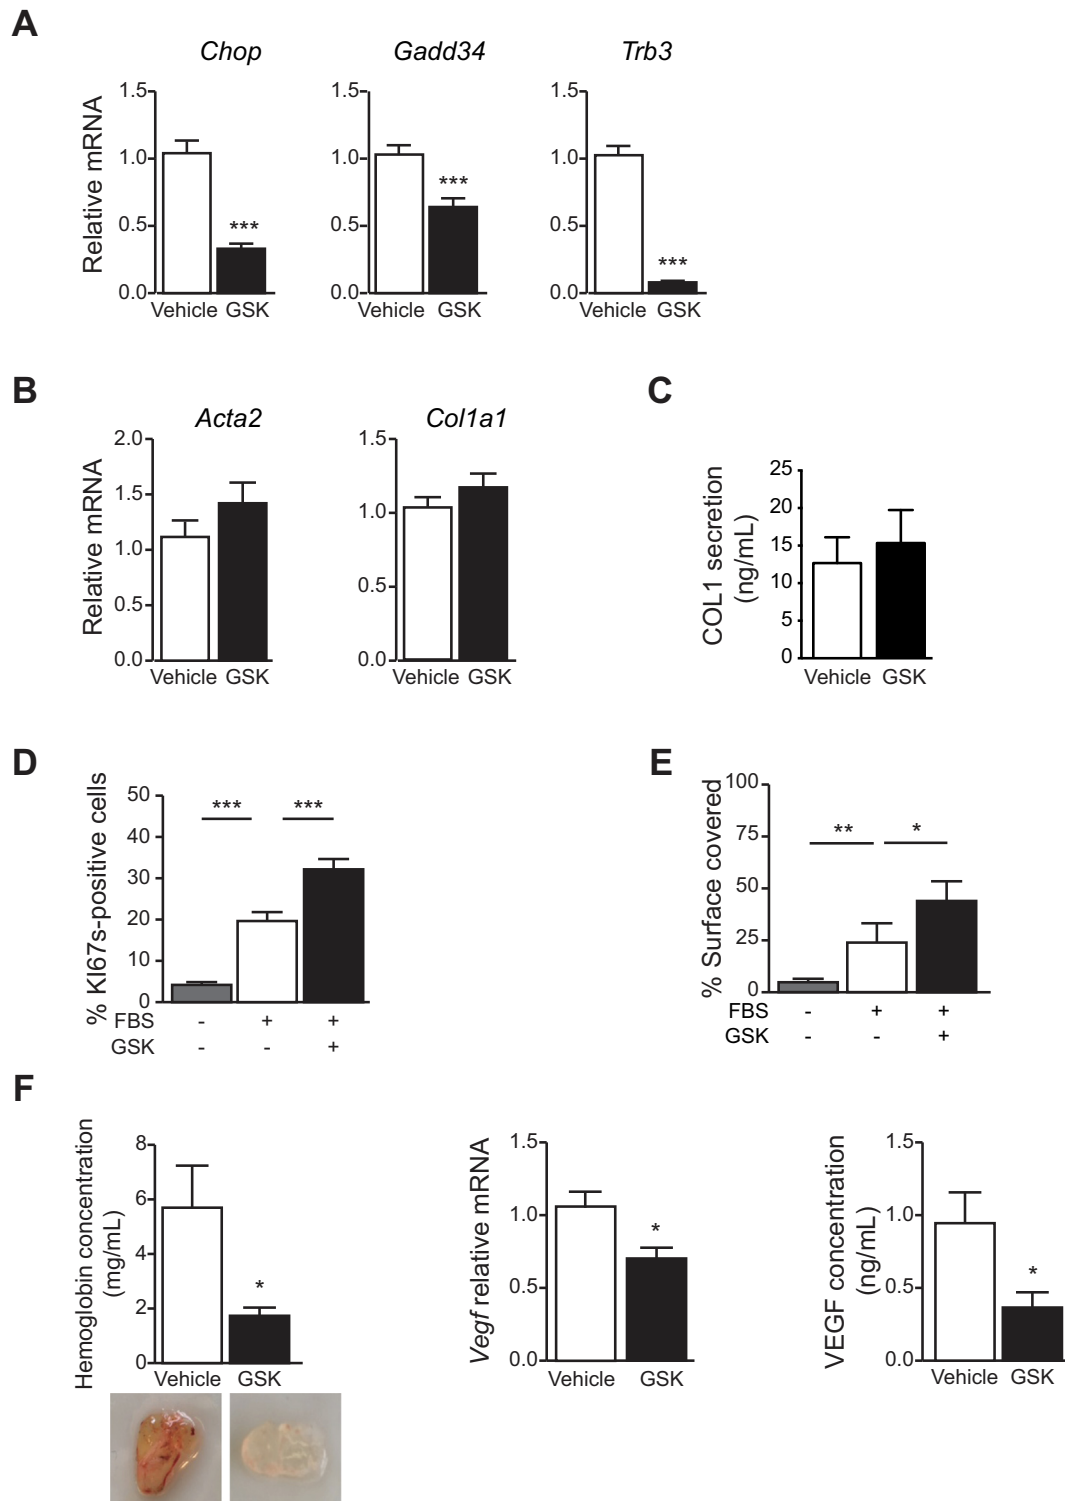 A
Chop Gadd34 Trb3
Relative mRNA
1.5 1.5 1.5
1.0 1.0 1.0
0.5 0.5 0.5
0.0 0.0 0.0
*** *** ***
Vehicle GSK Vehicle GSK Vehicle GSK
B
Acta2 Col1a1
Relative mRNA
2.0 1.5
1.5 1.0
1.0 0.5
0.5 0.0
0.0
Vehicle GSK Vehicle GSK
C
COL1 secretion
(ng/mL)
25
20
15
10
5
0
Vehicle GSK
D
% KI67s-positive cells
50
40
30
20
10
0
*** ***
FBS - + +
GSK - - +
E
% Surface covered
100
75
50
25
0
** *
FBS - + +
GSK - - +
F
Hemoglobin concentration
(mg/mL)
8
6
4
2
0
*
Vehicle GSK
Vegf relative mRNA
1.5
1.0
0.5
0.0
*
Vehicle GSK
VEGF concentration
(ng/mL)
1.5
1.0
0.5
0.0
*
Vehicle GSK